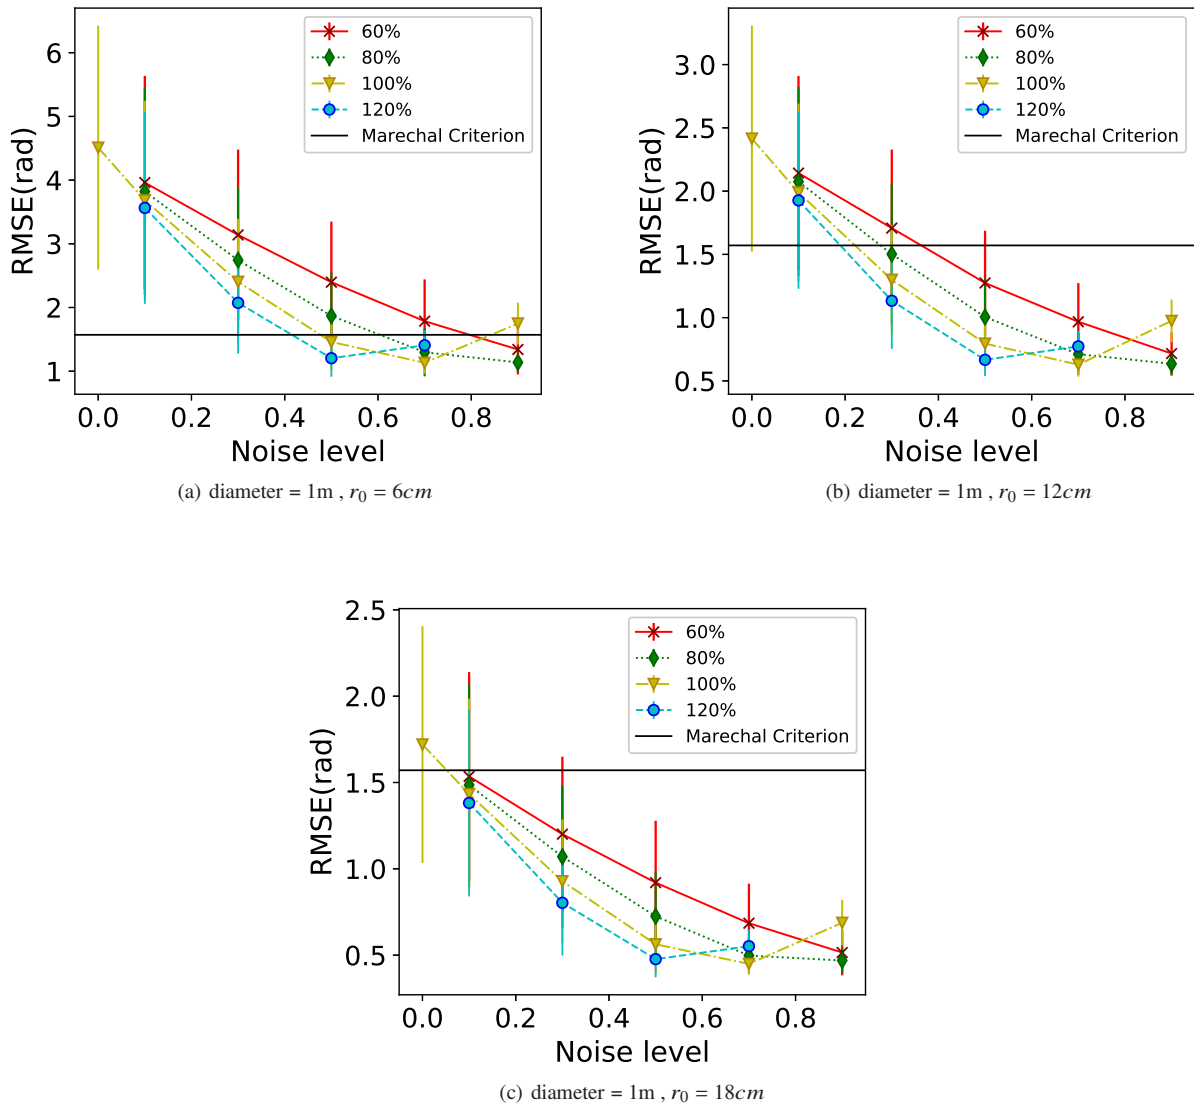 6
5
4
3
2
1
RMSE(rad)
60%
80%
100%
120%
Marechal Criterion
0.0 0.2 0.4 0.6 0.8
Noise level
(a) diameter = 1m , r₀ = 6cm
3.0
2.5
2.0
1.5
1.0
0.5
RMSE(rad)
60%
80%
100%
120%
Marechal Criterion
0.0 0.2 0.4 0.6 0.8
Noise level
(b) diameter = 1m , r₀ = 12cm
2.5
2.0
1.5
1.0
0.5
RMSE(rad)
60%
80%
100%
120%
Marechal Criterion
0.0 0.2 0.4 0.6 0.8
Noise level
(c) diameter = 1m , r₀ = 18cm